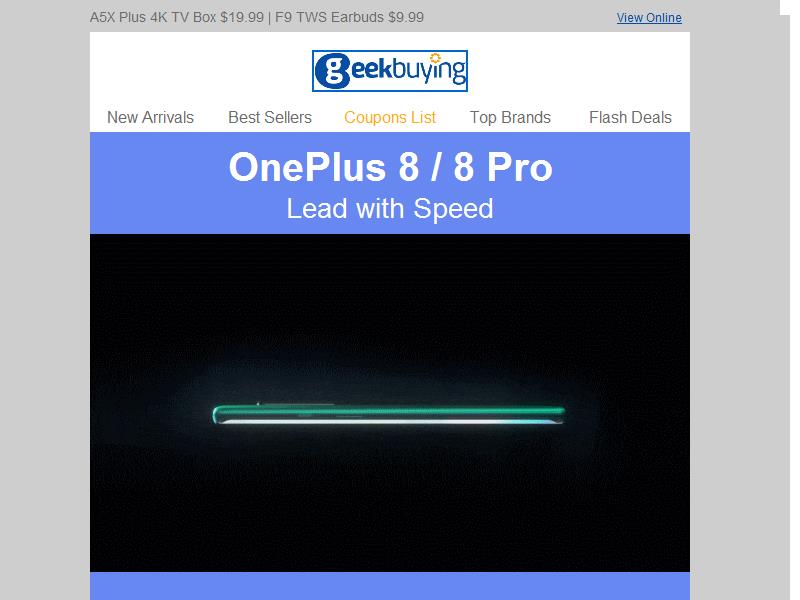 A5X Plus 4K TV Box $19.99 | F9 TWS Earbuds $9.99
View Online
geekbuying
New Arrivals
Best Sellers
Coupons List
Top Brands
Flash Deals
OnePlus 8 / 8 Pro
Lead with Speed